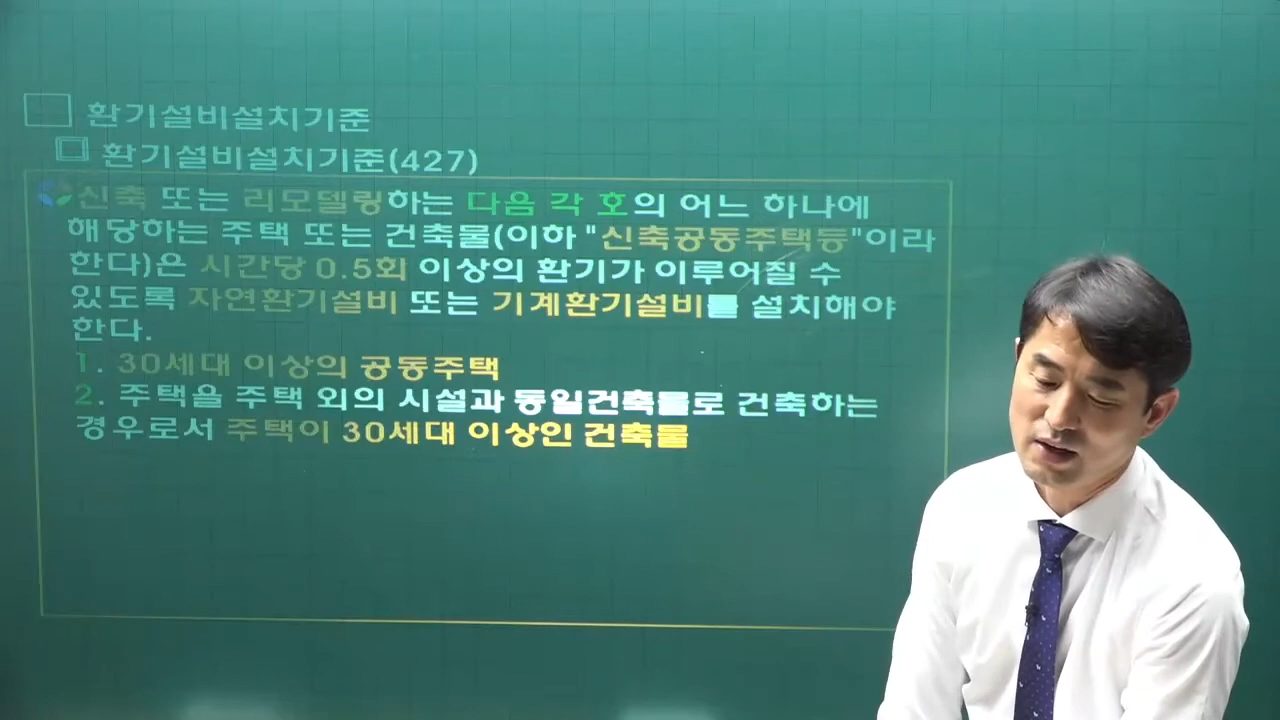 환기설비설치기준
환기설비설치기준(427)
신축 또는 리모델링하는 다음 각 호의 어느 하나에
해당하는 주택 또는 건축물(이하 "신축공동주택등"이라
한다)은 시간당 0.5회 이상의 환기가 이루어질 수
있도록 자연환기설비 또는 기계환기설비를 설치해야
한다.
1. 30세대 이상의 공동주택
2. 주택을 주택 외의 시설과 동일건축물로 건축하는
경우로서 주택이 30세대 이상인 건축물